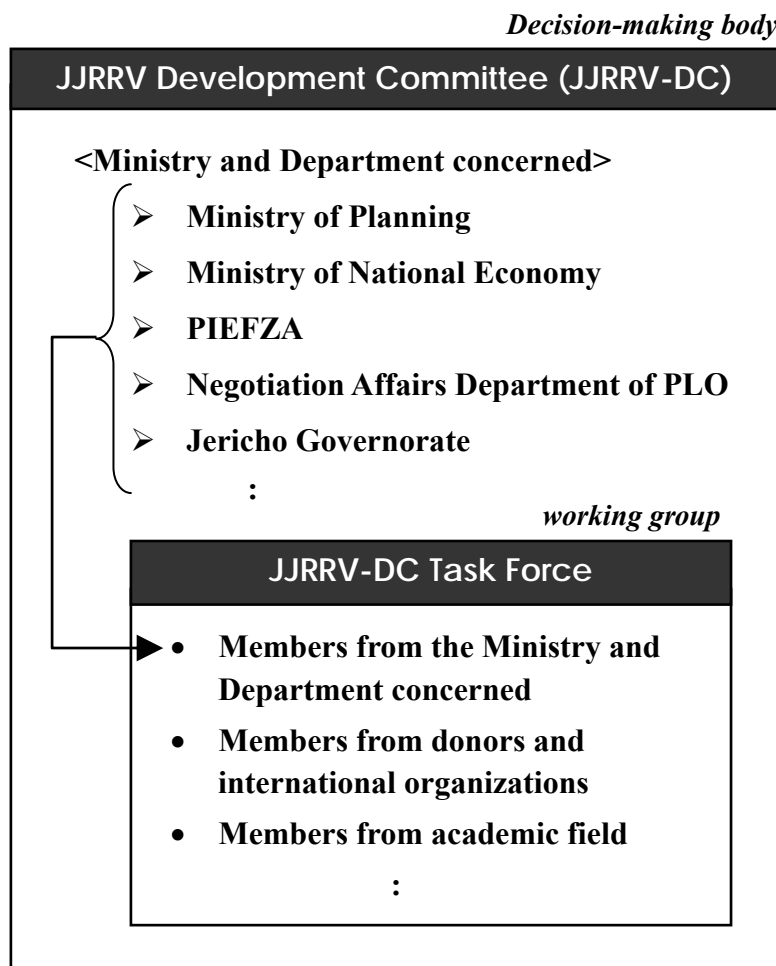 Decision-making body
JJRRV Development Committee (JJRRV-DC)
<Ministry and Department concerned>
➢ Ministry of Planning
➢ Ministry of National Economy
➢ PIEFZA
➢ Negotiation Affairs Department of PLO
➢ Jericho Governorate
:
working group
JJRRV-DC Task Force
• Members from the Ministry and
Department concerned
• Members from donors and
international organizations
• Members from academic field
: